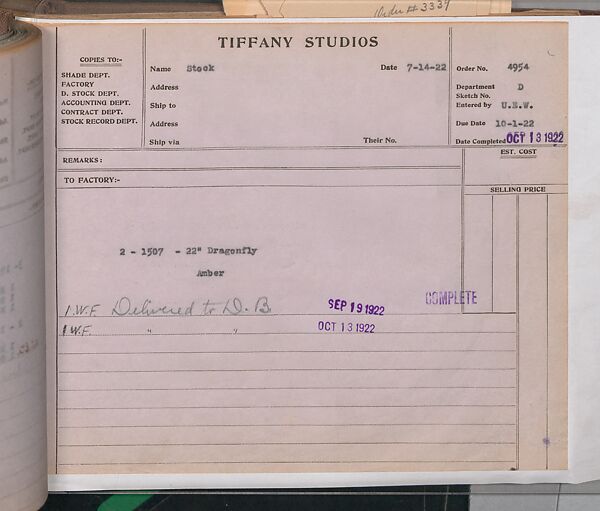 Order # 3339
TIFFANY STUDIOS
COPIES TO:-
SHADE DEPT.
FACTORY
D. STOCK DEPT.
ACCOUNTING DEPT.
CONTRACT DEPT.
STOCK RECORD DEPT.
Name Stock Date 7-14-22
Address
Ship to
Address
Ship via Their No.
Order No. 4954
Department D
Sketch No.
Entered by U.E.W.
Due Date 10-1-22
Date Completed OCT 13 1922
REMARKS:
EST. COST
TO FACTORY:-
SELLING PRICE
2 - 1507 - 22" Dragonfly
Amber
1. W.F. Delivered to D. B SEP 19 1922 COMPLETE
1 W.F. " " OCT 13 1922